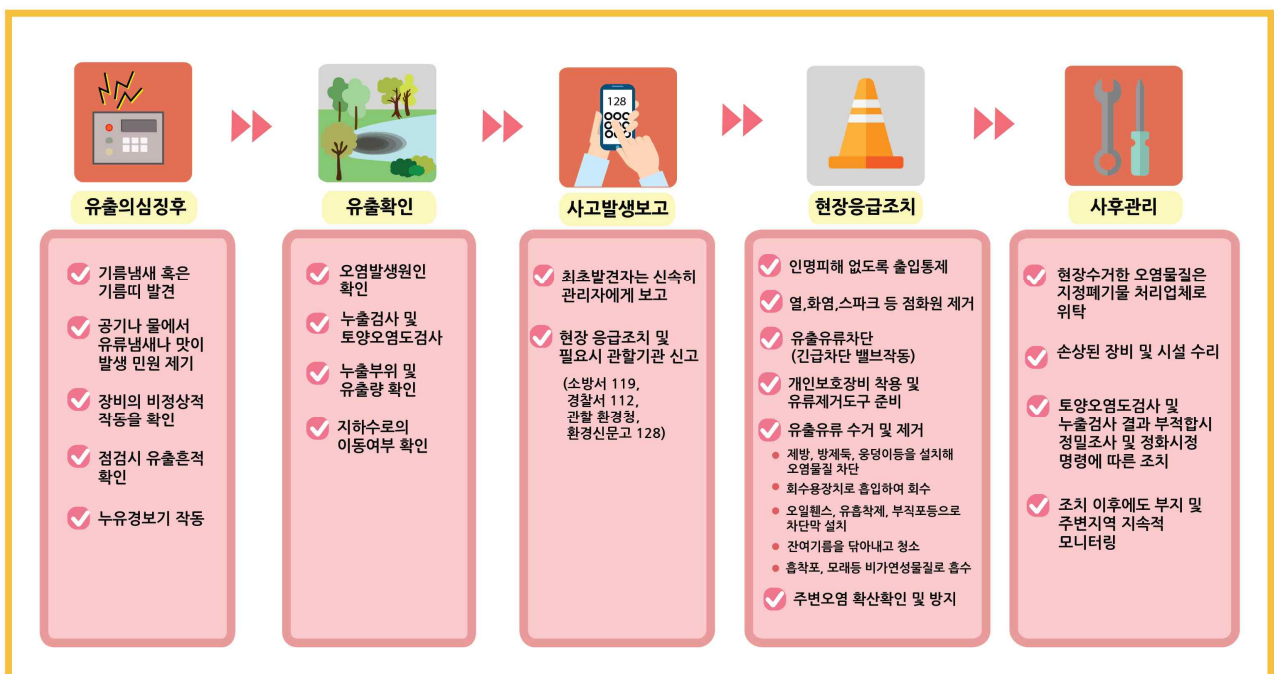 128
유출의심징후
유출확인
사고발생보고
현장응급조치
사후관리
기름냄새 혹은
기름띠 발견
공기나 물에서
유류냄새나 맛이
발생 민원 제기
장비의 비정상적
작동을 확인
점검시 유출흔적
확인
누유경보기 작동
오염발생원인
확인
누출검사 및
토양오염도검사
누출부위 및
유출량 확인
지하수로의
이동여부 확인
최초발견자는 신속히
관리자에게 보고
현장 응급조치 및
필요시 관할기관 신고
(소방서 119,
경찰서 112,
관할 환경청,
환경신문고 128)
인명피해 없도록 출입통제
열,화염,스파크 등 점화원 제거
유출유류차단
(긴급차단 밸브작동)
개인보호장비 착용 및
유류제거도구 준비
유출유류 수거 및 제거
제방, 방제둑, 웅덩이등을 설치해
오염물질 차단
회수용장치로 흡입하여 회수
오일휀스, 유흡착제, 부직포등으로
차단막 설치
잔여기름을 닦아내고 청소
흡착포, 모래등 비가연성물질로 흡수
주변오염 확산확인 및 방지
현장수거한 오염물질은
지정폐기물 처리업체로
위탁
손상된 장비 및 시설 수리
토양오염도검사 및
누출검사 결과 부적합시
정밀조사 및 정화시정
명령에 따른 조치
조치 이후에도 부지 및
주변지역 지속적
모니터링